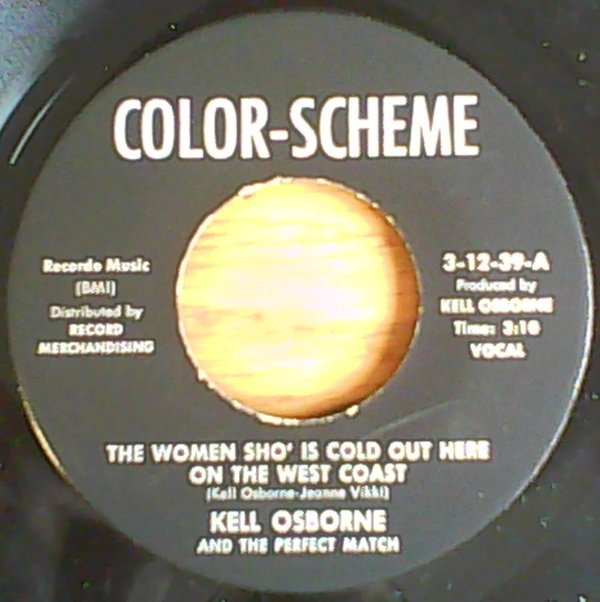 COLOR-SCHEME
Recordo Music
(BMI)
Distributed by
RECORD
MERCHANDISING
3-12-39-A
Produced by
KELL OSBORNE
Time: 3:10
VOCAL
THE WOMEN SHO' IS COLD OUT HERE
ON THE WEST COAST
(Kell Osborne-Jeanne Vikki)
KELL OSBORNE
AND THE PERFECT MATCH